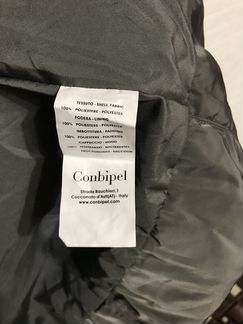 TESSUTO - SHELL FABRIC
100% POLIESTERE - POLYESTER
FODERA - LINING
100% POLIESTERE - POLYESTER
IMBOTTITURA - PADDING
100% POLIESTERE - POLYESTER
CAPPUCCIO - HOOD
Conbipel
Strada Bauchieri, 1
Cocconato d'Asti(AT) - Italy
www.conbipel.com